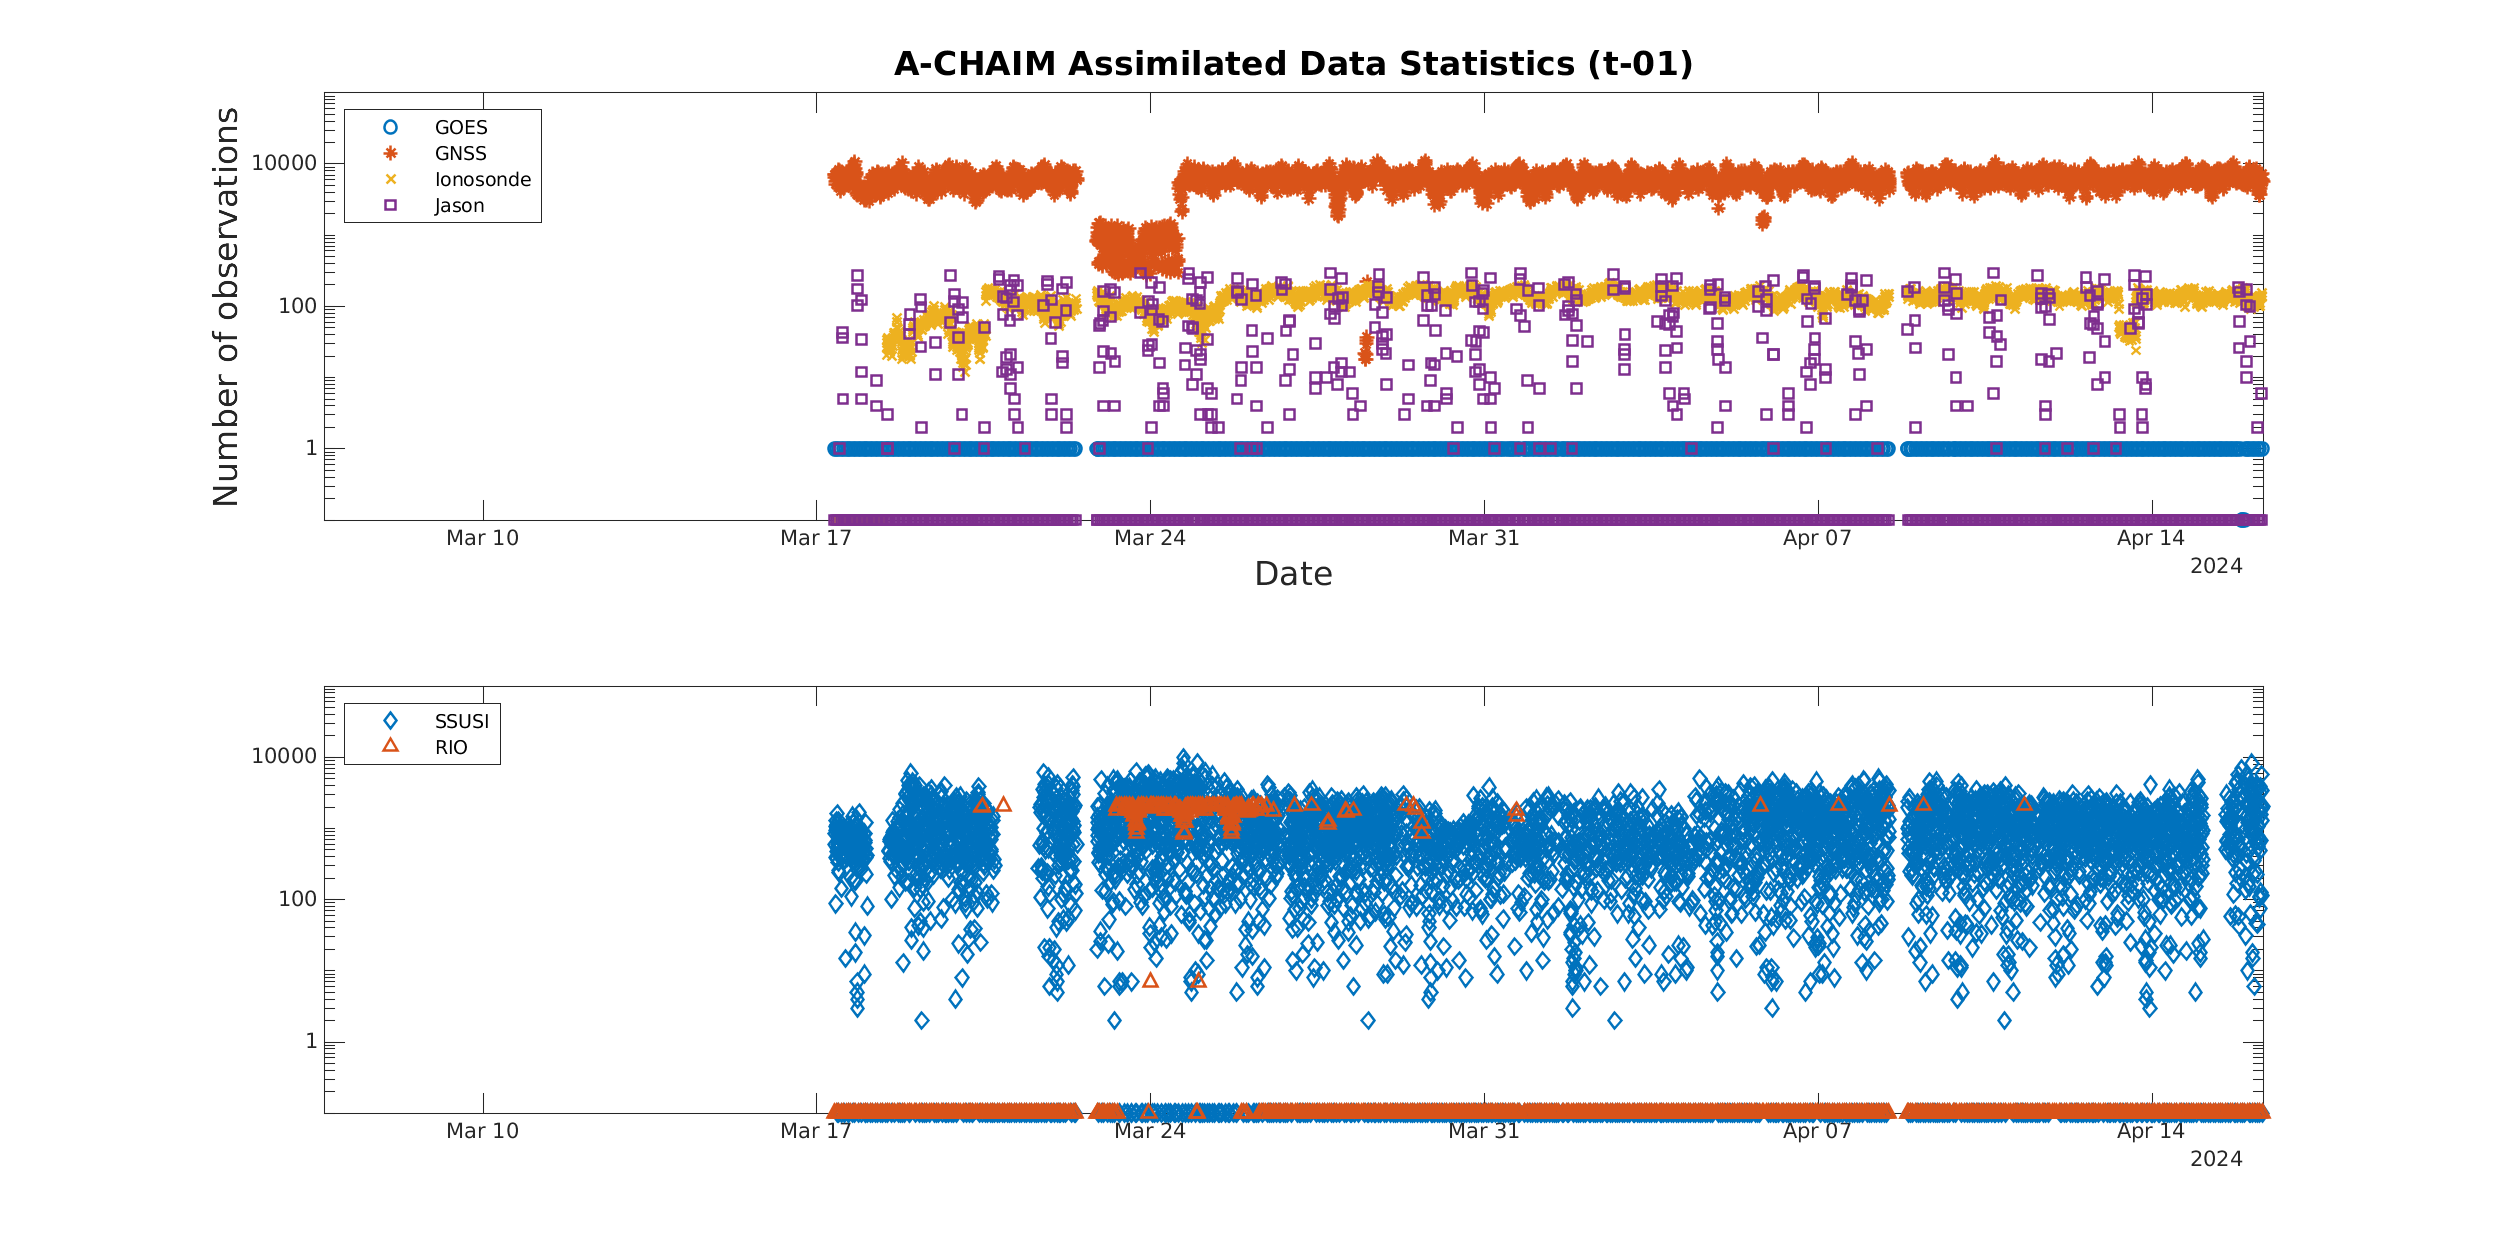 A-CHAIM Assimilated Data Statistics (t-01)
Number of observations
GOES
GNSS
Ionosonde
Jason
10000
100
1
Mar 10 Mar 17 Mar 24 Mar 31 Apr 07 Apr 14
2024
Date
SSUSI
RIO
10000
100
1
Mar 10 Mar 17 Mar 24 Mar 31 Apr 07 Apr 14
2024